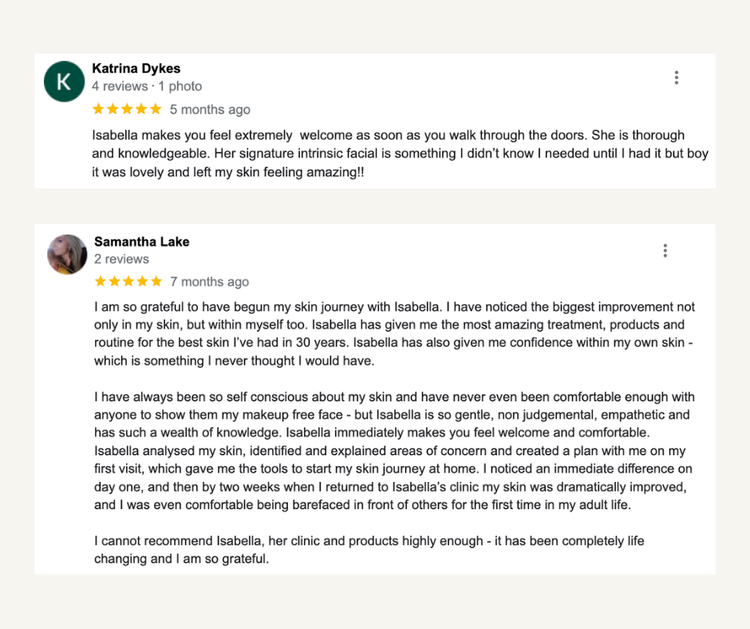 K
Katrina Dykes
4 reviews · 1 photo
5 months ago
Isabella makes you feel extremely  welcome as soon as you walk through the doors. She is thorough
and knowledgeable. Her signature intrinsic facial is something I didn’t know I needed until I had it but boy
it was lovely and left my skin feeling amazing!!
Samantha Lake
2 reviews
7 months ago
I am so grateful to have begun my skin journey with Isabella. I have noticed the biggest improvement not
only in my skin, but within myself too. Isabella has given me the most amazing treatment, products and
routine for the best skin I’ve had in 30 years. Isabella has also given me confidence within my own skin -
which is something I never thought I would have.
I have always been so self conscious about my skin and have never even been comfortable enough with
anyone to show them my makeup free face - but Isabella is so gentle, non judgemental, empathetic and
has such a wealth of knowledge. Isabella immediately makes you feel welcome and comfortable.
Isabella analysed my skin, identified and explained areas of concern and created a plan with me on my
first visit, which gave me the tools to start my skin journey at home. I noticed an immediate difference on
day one, and then by two weeks when I returned to Isabella’s clinic my skin was dramatically improved,
and I was even comfortable being barefaced in front of others for the first time in my adult life.
I cannot recommend Isabella, her clinic and products highly enough - it has been completely life
changing and I am so grateful.